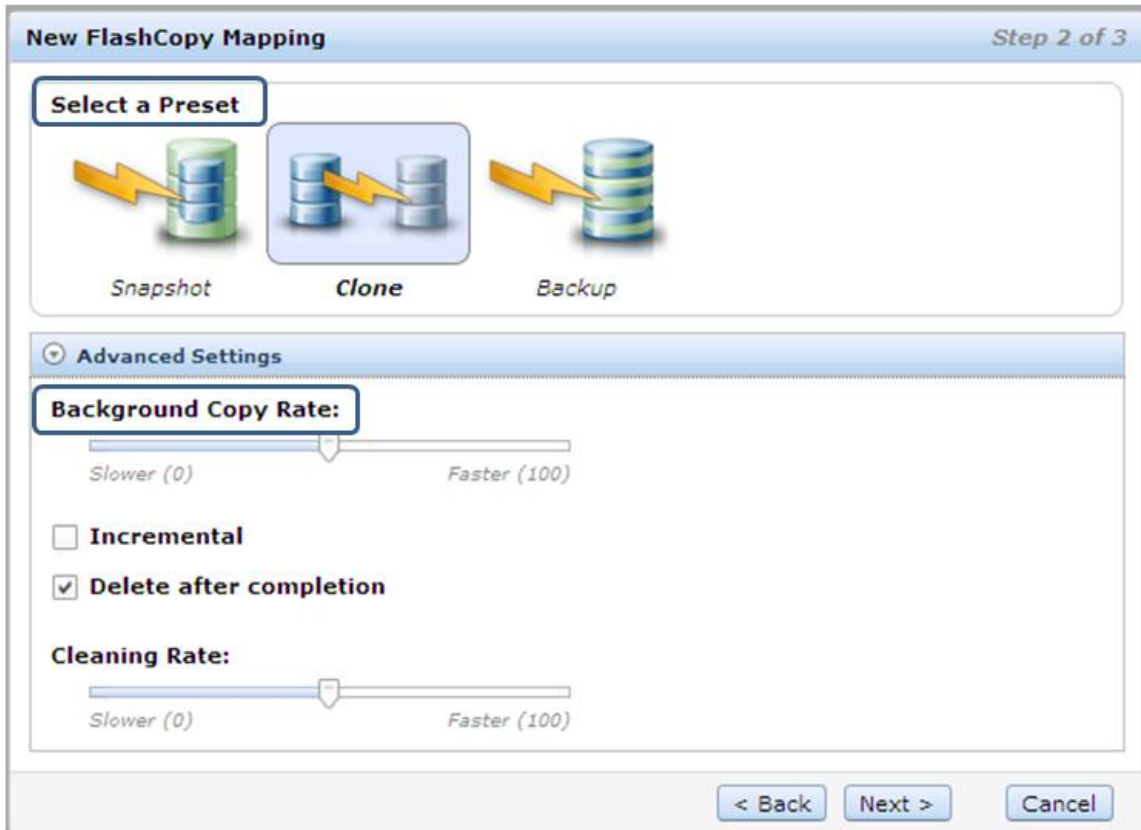 New FlashCopy Mapping Step 2 of 3
Select a Preset
Snapshot Clone Backup
Advanced Settings
Background Copy Rate:
Slower (0) Faster (100)
Incremental
Delete after completion
Cleaning Rate:
Slower (0) Faster (100)
< Back Next > Cancel